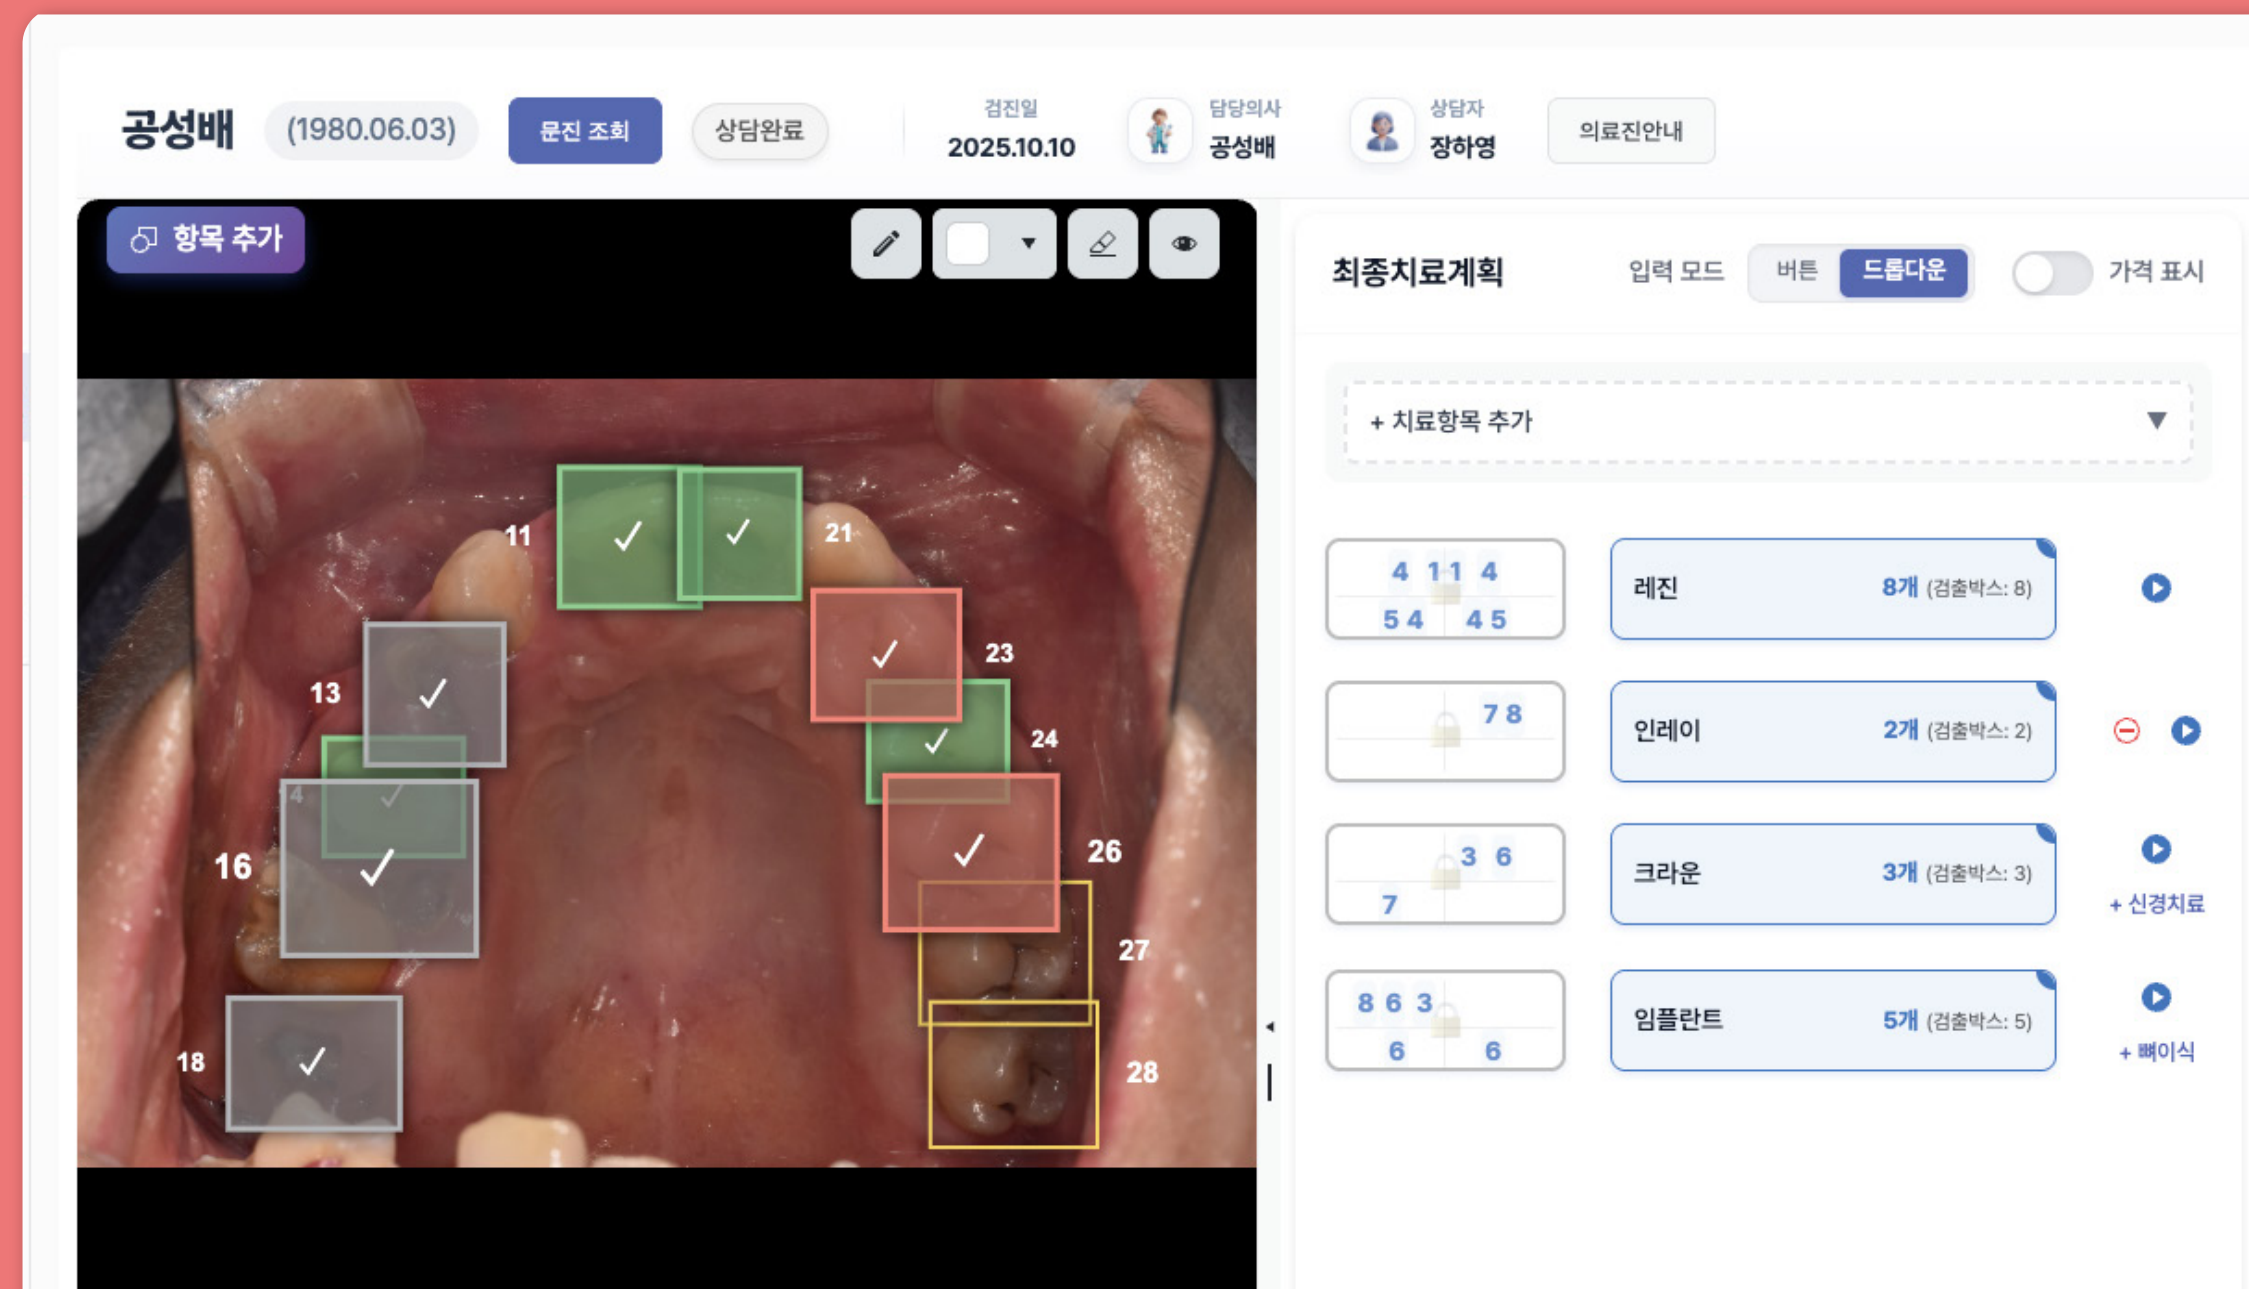 공성배 (1980.06.03) 문진 조회 상담완료
검진일
2025.10.10
담당의사
공성배
상담자
장하영
의료진안내
항목 추가
11
21
13
23
24
14
16
26
27
18
28
최종치료계획 입력 모드 버튼 드롭다운 가격 표시
+ 치료항목 추가
4 1 1 4
5 4 4 5
레진 8개 (검출박스: 8)
7 8
인레이 2개 (검출박스: 2)
3 6
7
크라운 3개 (검출박스: 3)
+ 신경치료
8 6 3
6 6
임플란트 5개 (검출박스: 5)
+ 뼈이식